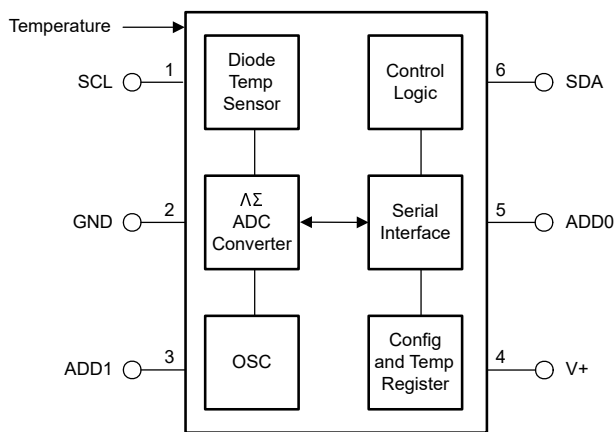 Temperature
SCL
1
Diode
Temp
Sensor
Control
Logic
6
SDA
GND
2
ΛΣ
ADC
Converter
Serial
Interface
5
ADD0
ADD1
3
OSC
Config
and Temp
Register
4
V+